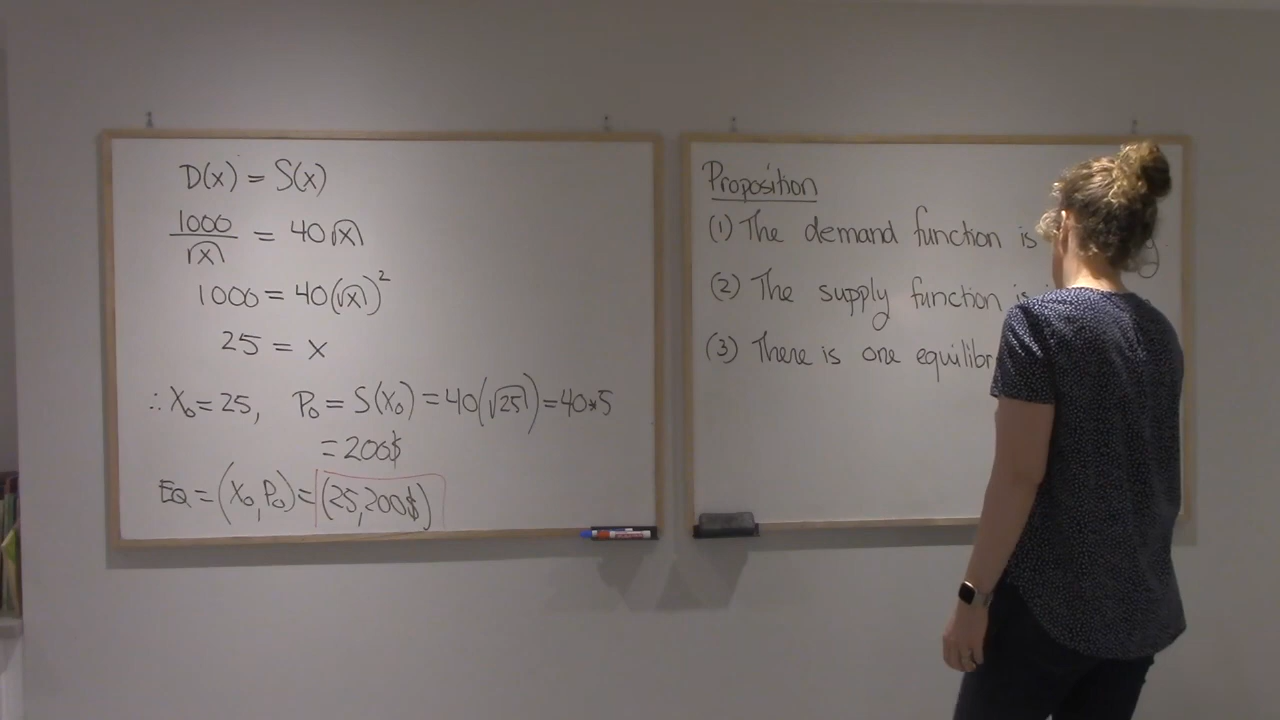 D(x) = S(x)
1000/√x = 40√x
1000 = 40(√x)²
25 = x
∴ X₀ = 25, P₀ = S(X₀) = 40(√25) = 40*5
= 200$
EQ = (X₀, P₀) = (25, 200$)
Proposition
(1) The demand function is
(2) The supply function is
(3) There is one